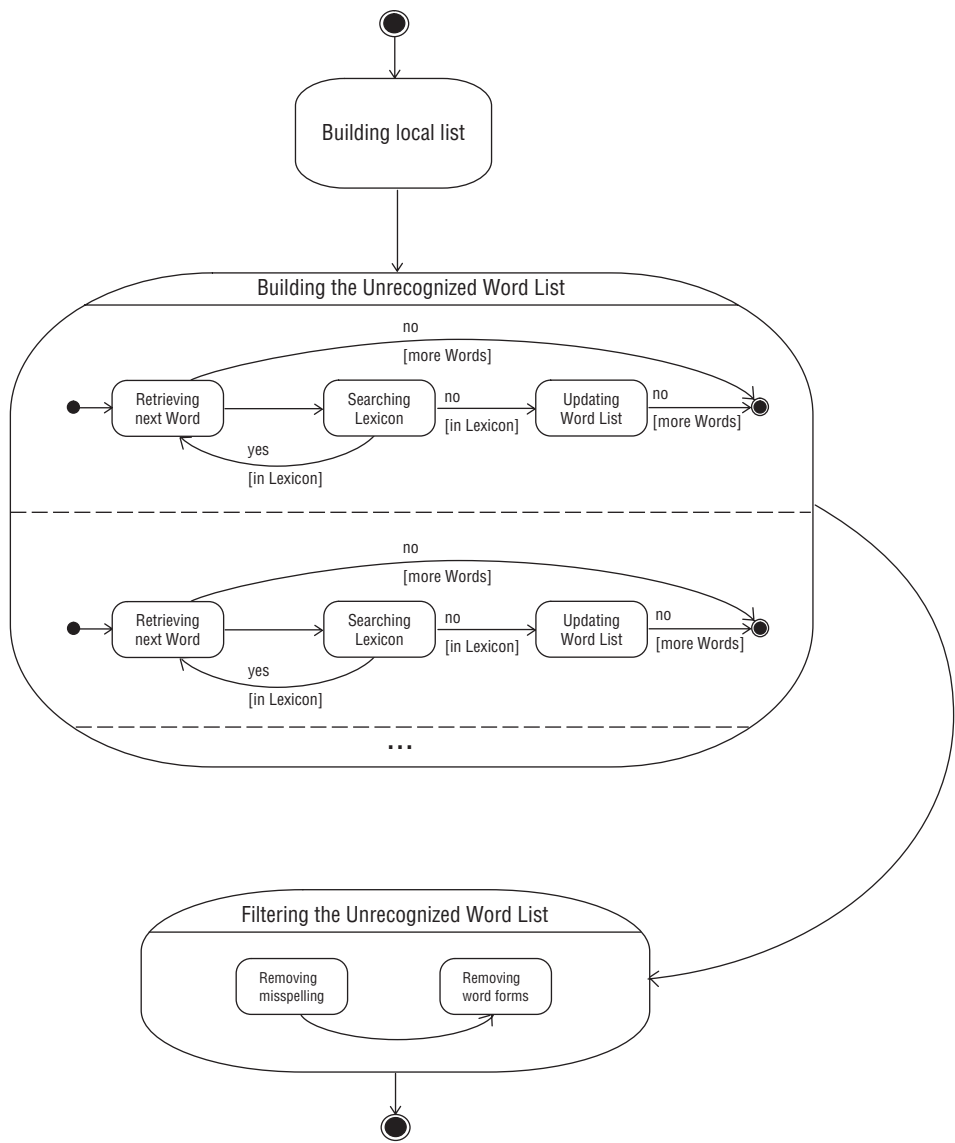 Building local list
Building the Unrecognized Word List
no
[more Words]
Retrieving
next Word
Searching
Lexicon
no
[in Lexicon]
Updating
Word List
no
[more Words]
yes
[in Lexicon]
no
[more Words]
Retrieving
next Word
Searching
Lexicon
no
[in Lexicon]
Updating
Word List
no
[more Words]
yes
[in Lexicon]
...
Filtering the Unrecognized Word List
Removing
misspelling
Removing
word forms